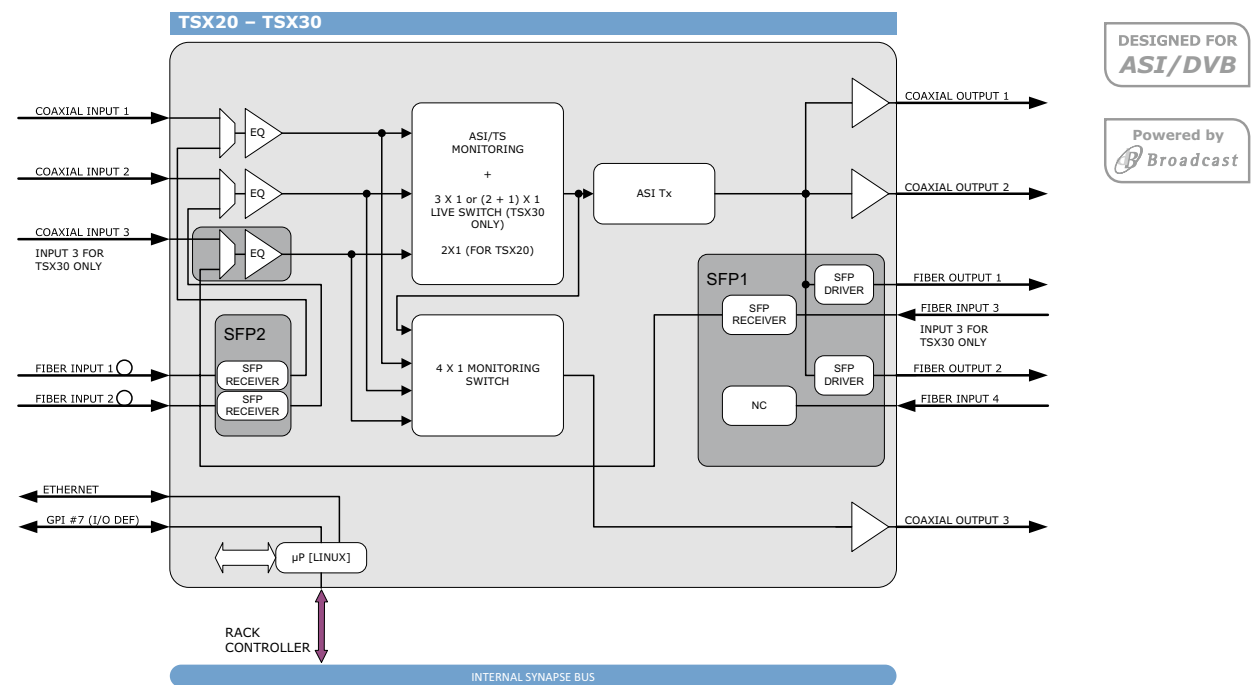 TSX20 – TSX30
DESIGNED FOR
ASI/DVB
Powered by
Broadcast
COAXIAL INPUT 1
COAXIAL INPUT 2
COAXIAL INPUT 3
INPUT 3 FOR
TSX30 ONLY
EQ
EQ
EQ
ASI/TS
MONITORING
+
3 X 1 or (2 + 1) X 1
LIVE SWITCH (TSX30
ONLY)
2X1 (FOR TSX20)
ASI Tx
COAXIAL OUTPUT 1
COAXIAL OUTPUT 2
SFP1
SFP
DRIVER
SFP
RECEIVER
SFP
DRIVER
NC
FIBER OUTPUT 1
FIBER INPUT 3
INPUT 3 FOR
TSX30 ONLY
FIBER OUTPUT 2
FIBER INPUT 4
SFP2
SFP
RECEIVER
SFP
RECEIVER
FIBER INPUT 1
FIBER INPUT 2
4 X 1 MONITORING
SWITCH
ETHERNET
GPI #7 (I/O DEF)
µP [LINUX]
COAXIAL OUTPUT 3
RACK
CONTROLLER
INTERNAL SYNAPSE BUS